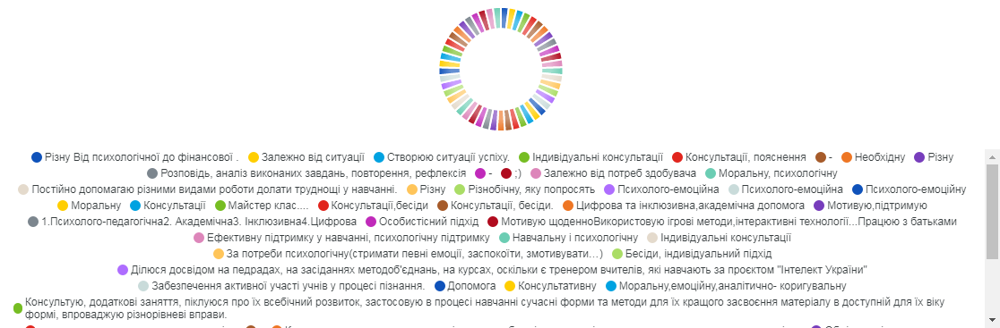 Різну Від психологічної до фінансової . Залежно від ситуації Створюю ситуації успіху. Індивідуальні консультації Консультації, пояснення - Необхідну Різну
Розповідь, аналіз виконаних завдань, повторення, рефлексія - ;) Залежно від потреб здобувача Моральну, психологічну
Постійно допомагаю різними видами роботи долати труднощі у навчанні. Різну Різнобічну, яку попросять Психолого-емоційна Психолого-емоційна Психолого-емоційну
Моральну Консультації Майстер клас.... Консультації,бесіди Консультації, бесіди. Цифрова та інклюзивна,академічна допомога Мотивую,підтримую
1.Психолого-педагогічна2. Академічна3. Інклюзивна4.Цифрова Особистісний підхід Мотивую щоденноВикористовую ігрові методи,інтерактивні технології...Працюю з батьками
Ефективну підтримку у навчанні, психологічну підтримку Навчальну і психологічну Індивідуальні консультації
За потреби психологічну(стримати певні емоції, заспокоїти, змотивувати...) Бесіди, індивідуальний підхід
Ділюся досвідом на педрадах, на засіданнях методоб'єднань, на курсах, оскільки є тренером вчителів, які навчають за проєктом "Інтелект України"
Забезпечення активної участі учнів у процесі пізнання. Допомога Консультативну Моральну,емоційну,аналітично- коригувальну
Консультую, додаткові заняття, піклуюся про їх всебічний розвиток, застосовую в процесі навчанні сучасні форми та методи для їх кращого засвоєння матеріалу в доступній для їх віку
формі, впроваджую різнорівневі вправи.